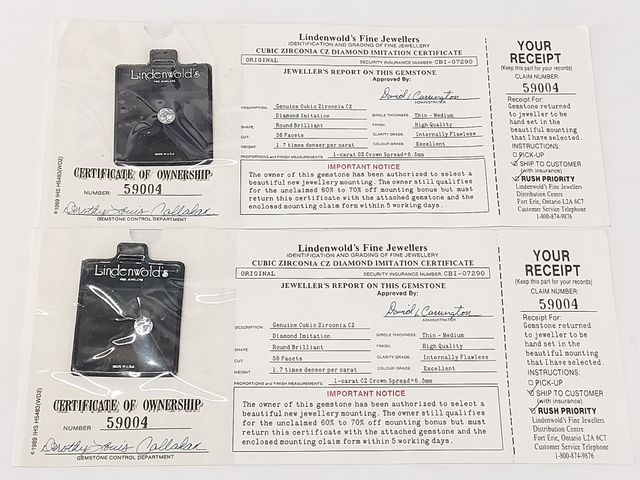 Lindenwold's
FINE JEWELERS
MADE IN U.S.A.
CERTIFICATE OF OWNERSHIP
NUMBER: 59004
Dorothy Louis Callahan
GEMSTONE CONTROL DEPARTMENT
©1989 IHS H5483(WD2)
Lindenwold's Fine Jewellers
IDENTIFICATION AND GRADING OF FINE JEWELLERY
CUBIC ZIRCONIA CZ DIAMOND IMITATION CERTIFICATE
ORIGINAL SECURITY INSURANCE NUMBER: CBI-07290
JEWELLER'S REPORT ON THIS GEMSTONE
Approved By:
David L Carrington
ADMINISTRATOR
DESCRIPTION: Genuine Cubic Zirconia CZ GIRDLE THICKNESS: Thin - Medium
Diamond Imitation FINISH: High Quality
SHAPE: Round Brilliant CLARITY GRADE: Internally Flawless
CUT: 58 Facets COLOUR GRADE: Excellent
WEIGHT: 1.7 times denser per carat
PROPORTIONS and FINISH MEASUREMENTS 1-carat OZ Crown Spread=6.5mm
IMPORTANT NOTICE
The owner of this gemstone has been authorized to select a
beautiful new jewellery mounting. The owner still qualifies
for the unclaimed 60% to 70% off mounting bonus but must
return this certificate with the attached gemstone and the
enclosed mounting claim form within 5 working days.
YOUR
RECEIPT
(Keep this part for your records)
CLAIM NUMBER:
59004
Receipt For:
Gemstone returned
to jeweller to be
hand set in the
beautiful mounting
that I have selected.
INSTRUCTIONS:
PICK-UP
SHIP TO CUSTOMER
(with insurance)
RUSH PRIORITY
Lindenwold's Fine Jewellers
Distribution Centre
Fort Erie, Ontario L2A 6C7
Customer Service Telephone
1-800-874-9876
Lindenwold's
FINE JEWELERS
MADE IN U.S.A.
CERTIFICATE OF OWNERSHIP
NUMBER: 59004
Dorothy Louis Callahan
GEMSTONE CONTROL DEPARTMENT
©1989 IHS H5483(WD2)
Lindenwold's Fine Jewellers
IDENTIFICATION AND GRADING OF FINE JEWELLERY
CUBIC ZIRCONIA CZ DIAMOND IMITATION CERTIFICATE
ORIGINAL SECURITY INSURANCE NUMBER: CBI-07290
JEWELLER'S REPORT ON THIS GEMSTONE
Approved By:
David L Carrington
ADMINISTRATOR
DESCRIPTION: Genuine Cubic Zirconia CZ GIRDLE THICKNESS: Thin - Medium
Diamond Imitation FINISH: High Quality
SHAPE: Round Brilliant CLARITY GRADE: Internally Flawless
CUT: 58 Facets COLOUR GRADE: Excellent
WEIGHT: 1.7 times denser per carat
PROPORTIONS and FINISH MEASUREMENTS 1-carat OZ Crown Spread=6.5mm
IMPORTANT NOTICE
The owner of this gemstone has been authorized to select a
beautiful new jewellery mounting. The owner still qualifies
for the unclaimed 60% to 70% off mounting bonus but must
return this certificate with the attached gemstone and the
enclosed mounting claim form within 5 working days.
YOUR
RECEIPT
(Keep this part for your records)
CLAIM NUMBER:
59004
Receipt For:
Gemstone returned
to jeweller to be
hand set in the
beautiful mounting
that I have selected.
INSTRUCTIONS:
PICK-UP
SHIP TO CUSTOMER
(with insurance)
RUSH PRIORITY
Lindenwold's Fine Jewellers
Distribution Centre
Fort Erie, Ontario L2A 6C7
Customer Service Telephone
1-800-874-9876